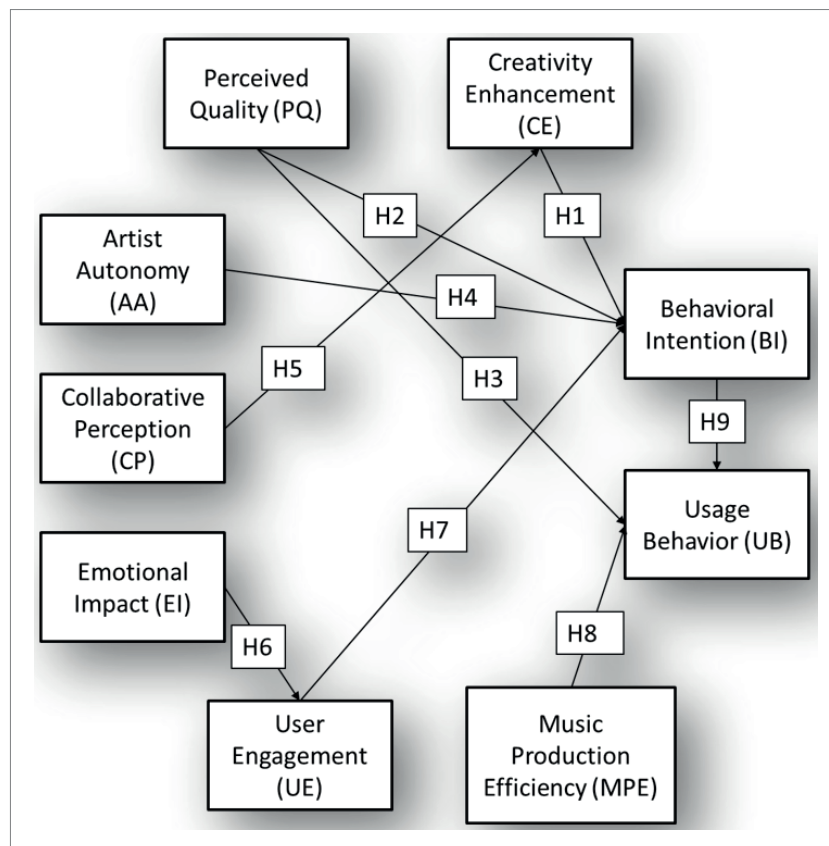 Perceived
Quality (PQ)
Creativity
Enhancement
(CE)
H2
H1
Artist
Autonomy
(AA)
H4
Behavioral
Intention (BI)
H5
H3
Collaborative
Perception
(CP)
H9
Usage
Behavior (UB)
H7
Emotional
Impact (EI)
H6
H8
User
Engagement
(UE)
Music
Production
Efficiency (MPE)